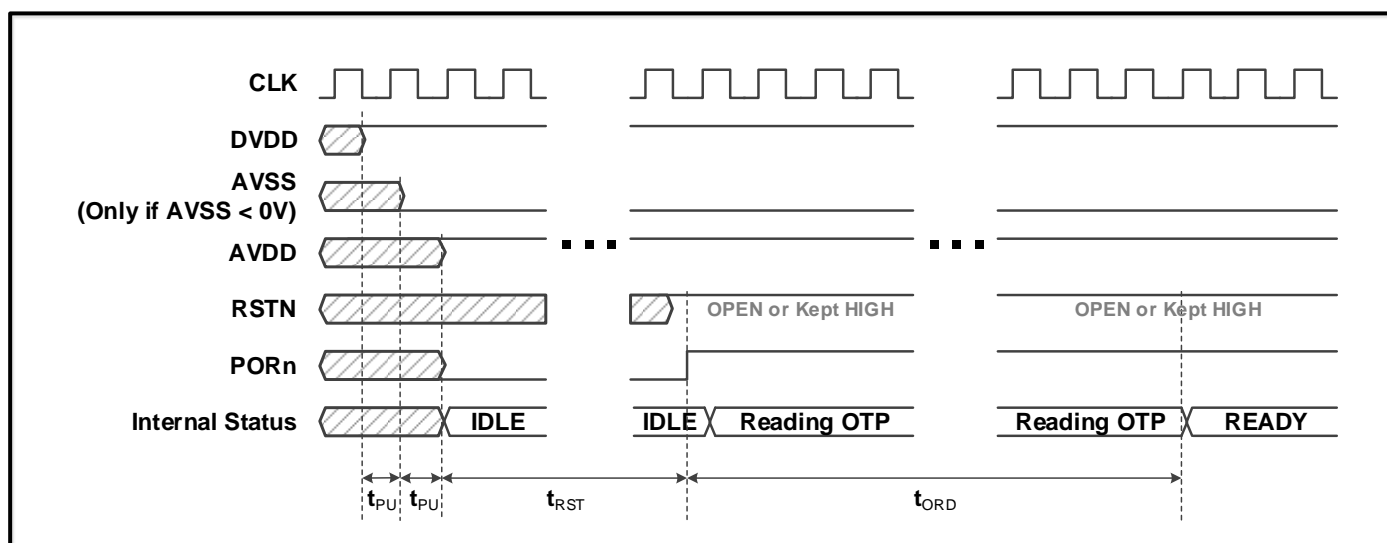 CLK
DVDD
AVSS
(Only if AVSS < 0V)
AVDD
RSTN OPEN or Kept HIGH OPEN or Kept HIGH
PORn
Internal Status IDLE IDLE Reading OTP Reading OTP READY
tPU tPU tRST tORD